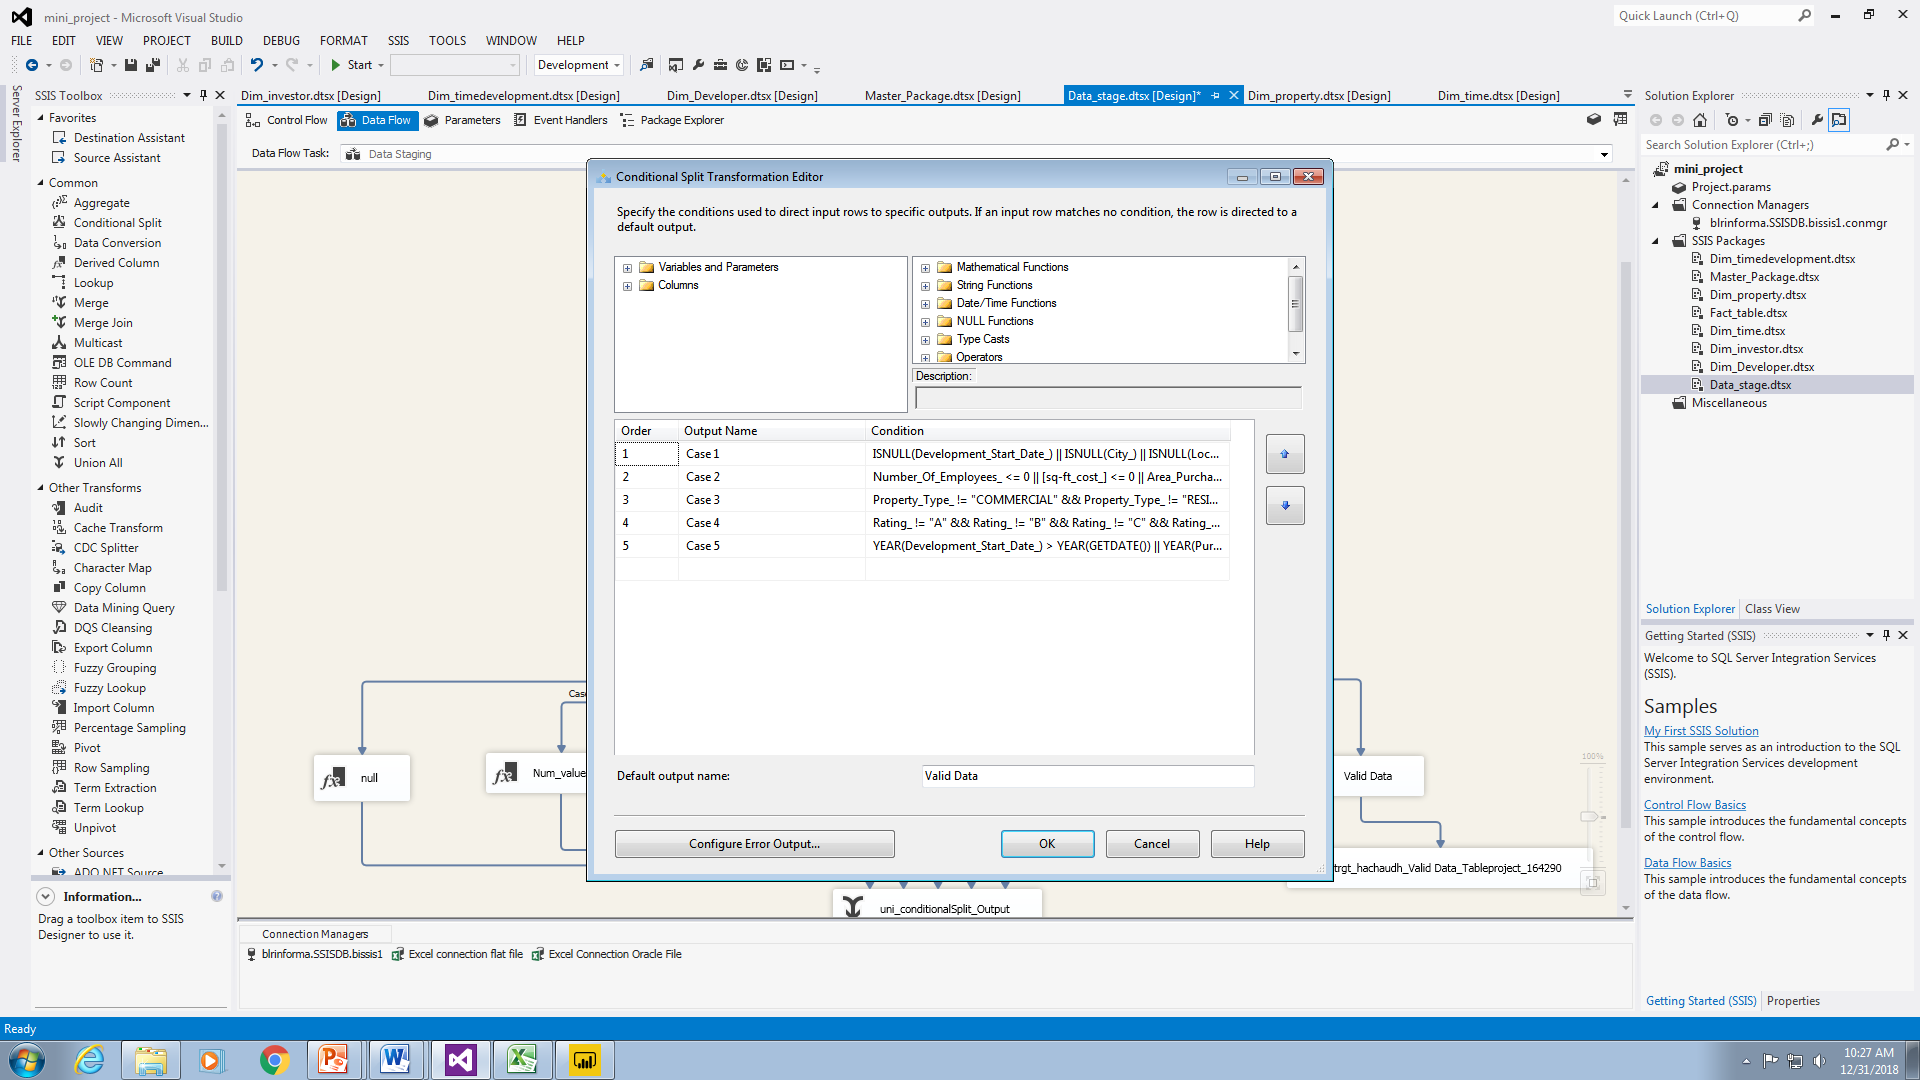 mini_project - Microsoft Visual Studio
Quick Launch (Ctrl+Q)
FILE EDIT VIEW PROJECT BUILD DEBUG FORMAT SSIS TOOLS WINDOW HELP
Start
Development
Server Explorer
SSIS Toolbox
Favorites
Destination Assistant
Source Assistant
Common
Aggregate
Conditional Split
Data Conversion
Derived Column
Lookup
Merge
Merge Join
Multicast
OLE DB Command
Row Count
Script Component
Slowly Changing Dimen...
Sort
Union All
Other Transforms
Audit
Cache Transform
CDC Splitter
Character Map
Copy Column
Data Mining Query
DQS Cleansing
Export Column
Fuzzy Grouping
Fuzzy Lookup
Import Column
Percentage Sampling
Pivot
Row Sampling
Term Extraction
Term Lookup
Unpivot
Other Sources
ADO NET Source
Information...
Drag a toolbox item to SSIS
Designer to use it.
Dim_investor.dtsx [Design] Dim_timedevelopment.dtsx [Design] Dim_Developer.dtsx [Design] Master_Package.dtsx [Design] Data_stage.dtsx [Design]* Dim_property.dtsx [Design] Dim_time.dtsx [Design]
Control Flow Data Flow Parameters Event Handlers Package Explorer
Data Flow Task: Data Staging
Conditional Split Transformation Editor
Specify the conditions used to direct input rows to specific outputs. If an input row matches no condition, the row is directed to a
default output.
Variables and Parameters
Columns
Mathematical Functions
String Functions
Date/Time Functions
NULL Functions
Type Casts
Operators
Description:
Order Output Name Condition
1 Case 1 ISNULL(Development_Start_Date_) || ISNULL(City_) || ISNULL(Loc...
2 Case 2 Number_Of_Employees_ <= 0 || [sq-ft_cost_] <= 0 || Area_Purcha...
3 Case 3 Property_Type_ != "COMMERCIAL" && Property_Type_ != "RESI...
4 Case 4 Rating_ != "A" && Rating_ != "B" && Rating_ != "C" && Rating_...
5 Case 5 YEAR(Development_Start_Date_) > YEAR(GETDATE()) || YEAR(Pur...
Default output name: Valid Data
Configure Error Output... OK Cancel Help
Case
null
Num_value
Valid Data
trgt_hachaudh_Valid Data_Tableproject_164290
uni_conditionalSplit_Output
100%
Connection Managers
blrinforma.SSISDB.bissis1 Excel connection flat file Excel Connection Oracle File
Solution Explorer
Search Solution Explorer (Ctrl+;)
mini_project
Project.params
Connection Managers
blrinforma.SSISDB.bissis1.conmgr
SSIS Packages
Dim_timedevelopment.dtsx
Master_Package.dtsx
Dim_property.dtsx
Fact_table.dtsx
Dim_time.dtsx
Dim_investor.dtsx
Dim_Developer.dtsx
Data_stage.dtsx
Miscellaneous
Solution Explorer Class View
Getting Started (SSIS)
Welcome to SQL Server Integration Services
(SSIS).
Samples
My First SSIS Solution
This sample serves as an introduction to the SQL
Server Integration Services development
environment.
Control Flow Basics
This sample introduces the fundamental concepts
of the control flow.
Data Flow Basics
This sample introduces the fundamental concepts
of the data flow.
Getting Started (SSIS) Properties
Ready
10:27 AM
12/31/2018